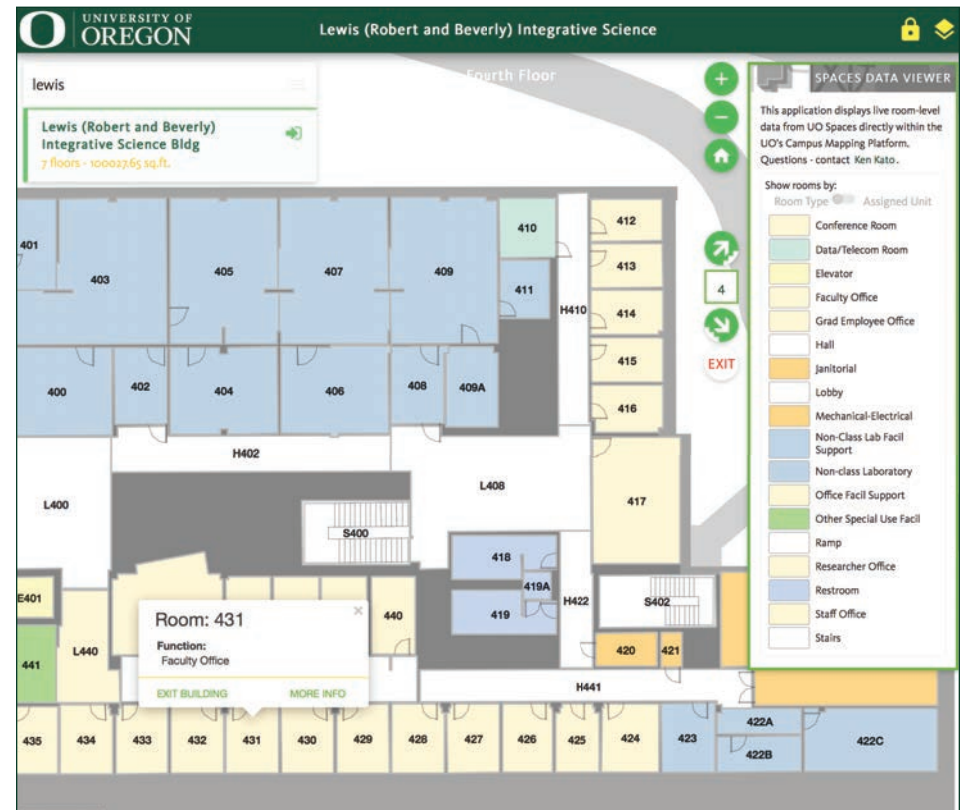 UNIVERSITY OF
OREGON
Lewis (Robert and Beverly) Integrative Science
lewis
Fourth Floor
Lewis (Robert and Beverly)
Integrative Science Bldg
7 floors - 100027.65 sq.ft.
+
−
4
EXIT
SPACES DATA VIEWER
This application displays live room-level
data from UO Spaces directly within the
UO's Campus Mapping Platform.
Questions - contact Ken Kato.
Show rooms by:
Room Type Assigned Unit
Conference Room
Data/Telecom Room
Elevator
Faculty Office
Grad Employee Office
Hall
Janitorial
Lobby
Mechanical-Electrical
Non-Class Lab Facil
Support
Non-class Laboratory
Office Facil Support
Other Special Use Facil
Ramp
Researcher Office
Restroom
Staff Office
Stairs
401
403
405
407
409
410
411
H410
412
413
414
415
416
400
402
404
406
408
409A
H402
L400
L408
S400
417
418
419A
419
H422
S402
420
421
E401
441
L440
440
Room: 431
×
Function:
Faculty Office
EXIT BUILDING
MORE INFO
H441
435
434
433
432
431
430
429
428
427
426
425
424
423
422A
422B
422C